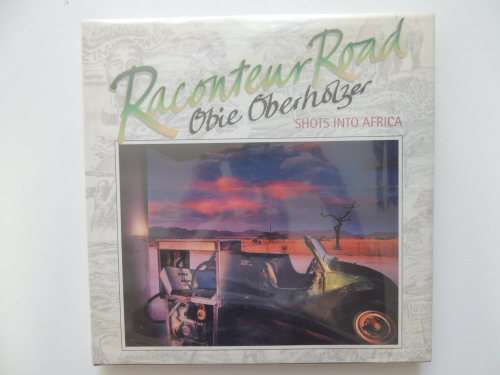 Raconteur Road
Obie Oberholzer
SHOTS INTO AFRICA